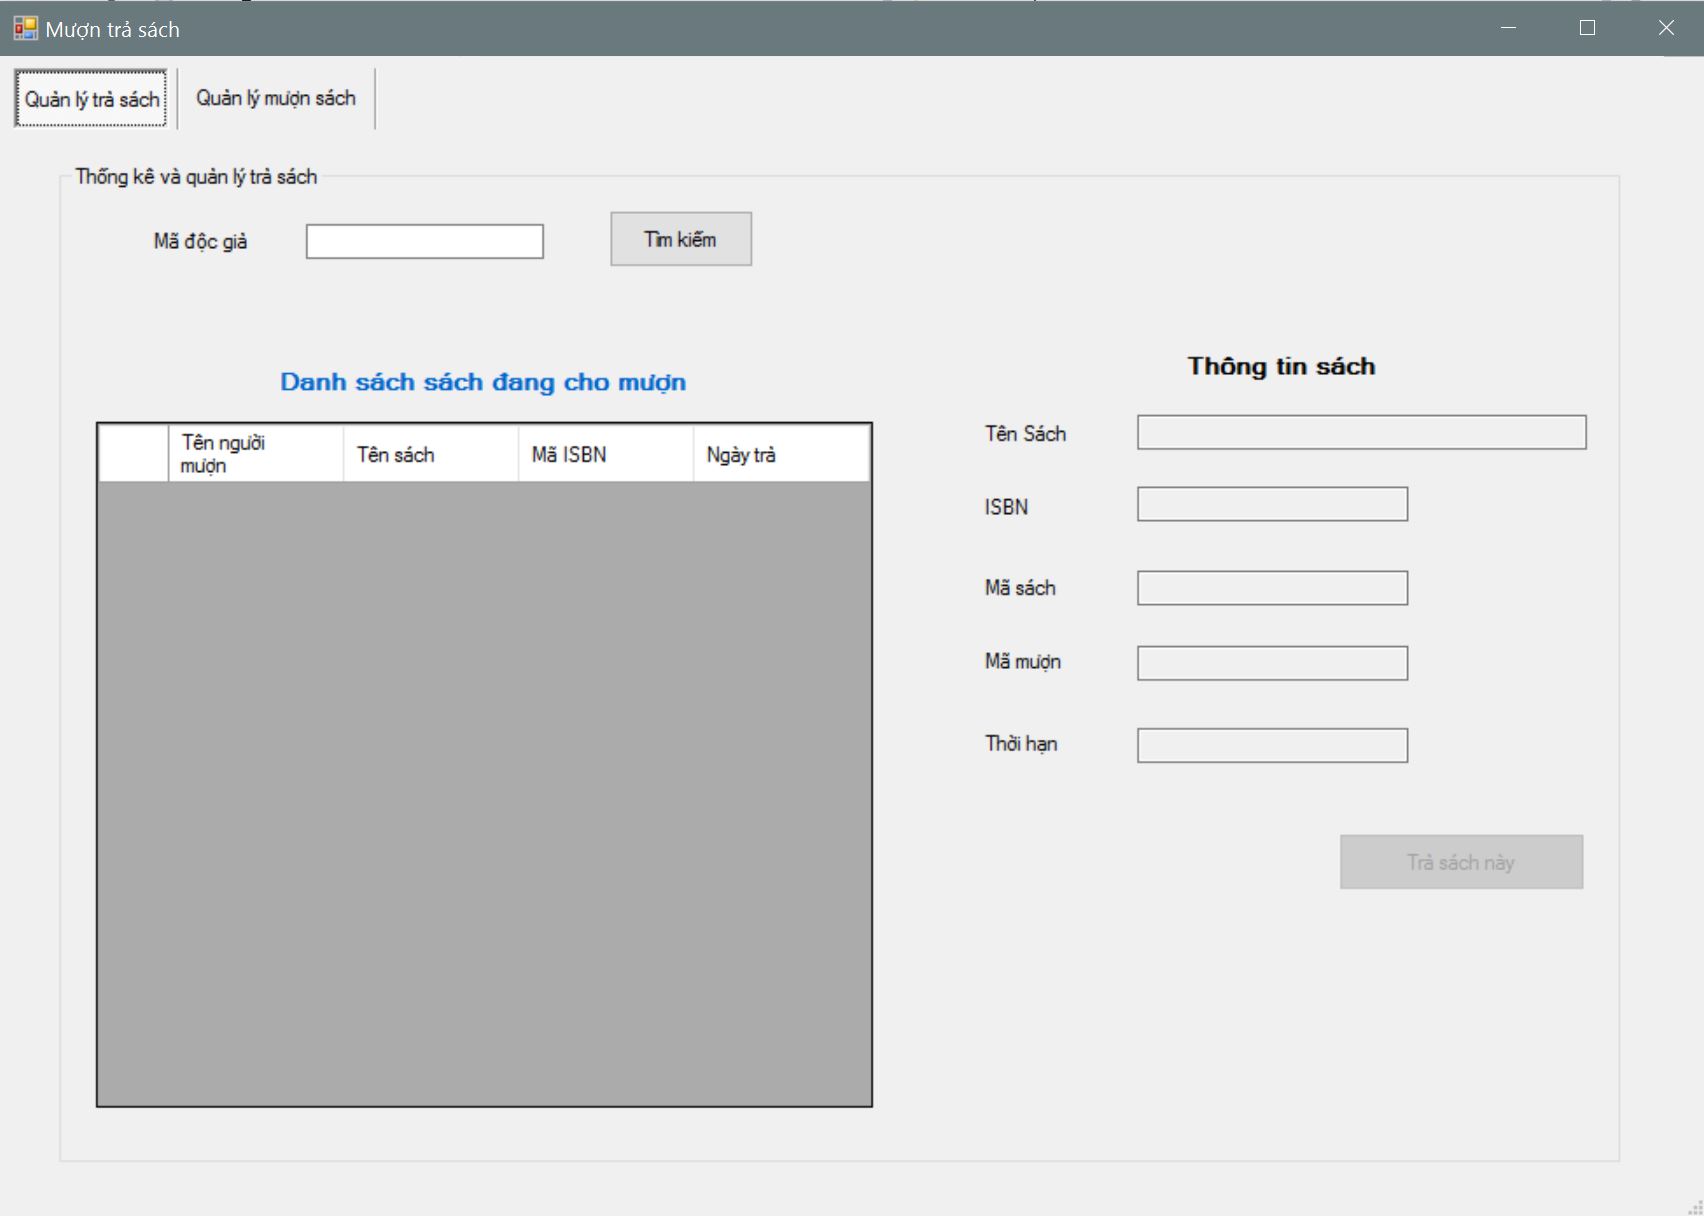 Mượn trả sách
Quản lý trả sách
Quản lý mượn sách
Thống kê và quản lý trả sách
Mã độc giả
Tìm kiếm
Danh sách sách đang cho mượn
Tên người
mượn
Tên sách
Mã ISBN
Ngày trả
Thông tin sách
Tên Sách
ISBN
Mã sách
Mã mượn
Thời hạn
Trả sách này